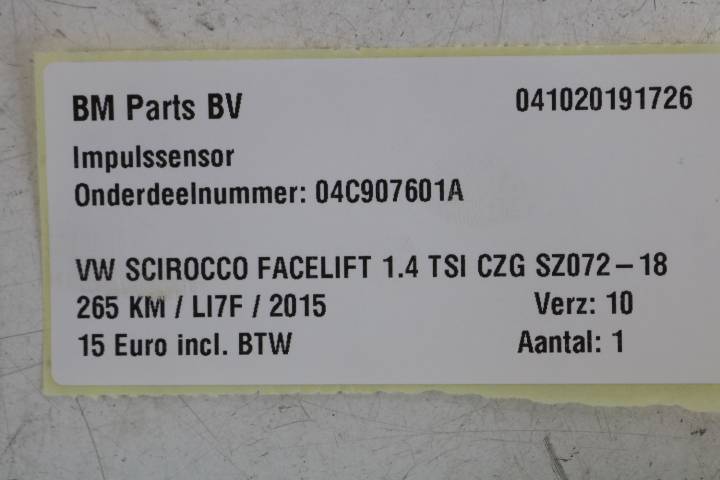 BM Parts BV 041020191726
Impulssensor
Onderdeelnummer: 04C907601A
VW SCIROCCO FACELIFT 1.4 TSI CZG SZ072-18
265 KM / LI7F / 2015 Verz: 10
15 Euro incl. BTW Aantal: 1